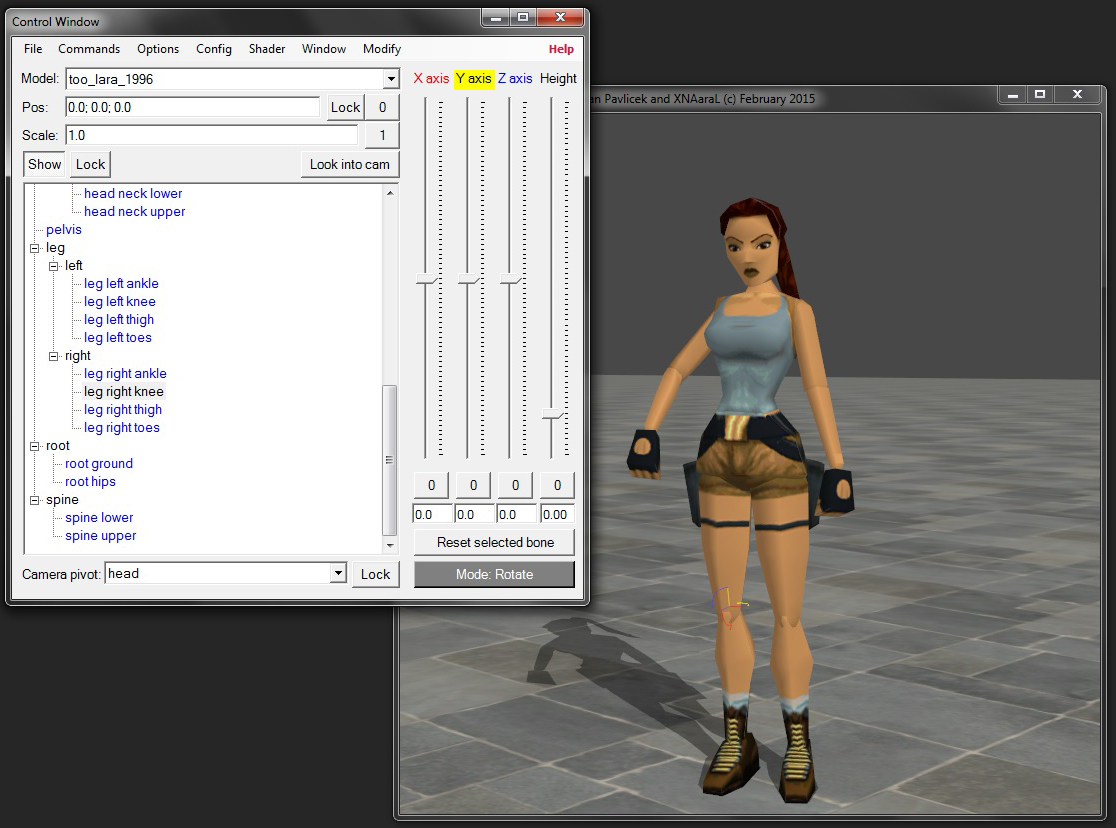 Control Window
File Commands Options Config Shader Window Modify Help
Model: too_lara_1996
X axis Y axis Z axis Height
Pos: 0.0; 0.0; 0.0 Lock 0
Scale: 1.0 1
Show Lock Look into cam
head neck lower
head neck upper
pelvis
leg
left
leg left ankle
leg left knee
leg left thigh
leg left toes
right
leg right ankle
leg right knee
leg right thigh
leg right toes
root
root ground
root hips
spine
spine lower
spine upper
Camera pivot: head Lock
0 0 0 0
0.0 0.0 0.0 0.00
Reset selected bone
Mode: Rotate
Pavlicek and XNAaraL (c) February 2015